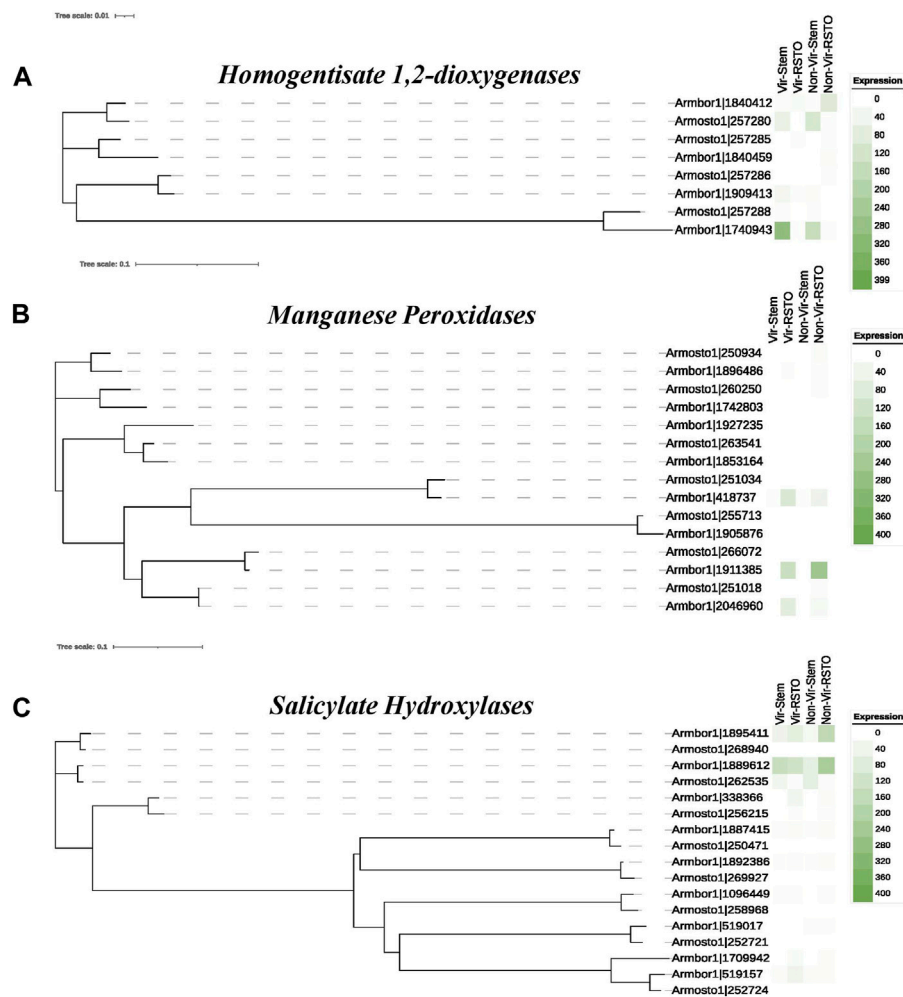 Tree scale: 0.01
A
Homogentisate 1,2-dioxygenases
Vir-Stem
Vir-RSTO
Non-Vir-Stem
Non-Vir-RSTO
Armbor1|1840412
Armosto1|257280
Armosto1|257285
Armbor1|1840459
Armosto1|257286
Armbor1|1909413
Armosto1|257288
Armbor1|1740943
Expression
0
40
80
120
160
200
240
280
320
360
399
Tree scale: 0.1
B
Manganese Peroxidases
Vir-Stem
Vir-RSTO
Non-Vir-Stem
Non-Vir-RSTO
Armosto1|250934
Armbor1|1896486
Armosto1|260250
Armbor1|1742803
Armbor1|1927235
Armosto1|263541
Armbor1|1853164
Armosto1|251034
Armbor1|418737
Armosto1|255713
Armbor1|1905876
Armosto1|266072
Armbor1|1911385
Armosto1|251018
Armbor1|2046960
Expression
0
40
80
120
160
200
240
280
320
360
400
Tree scale: 0.1
C
Salicylate Hydroxylases
Vir-Stem
Vir-RSTO
Non-Vir-Stem
Non-Vir-RSTO
Armbor1|1895411
Armosto1|268940
Armbor1|1889612
Armosto1|262535
Armbor1|338366
Armosto1|256215
Armbor1|1887415
Armosto1|250471
Armbor1|1892386
Armosto1|269927
Armbor1|1096449
Armosto1|258968
Armbor1|519017
Armosto1|252721
Armbor1|1709942
Armbor1|519157
Armosto1|252724
Expression
0
40
80
120
160
200
240
280
320
360
400